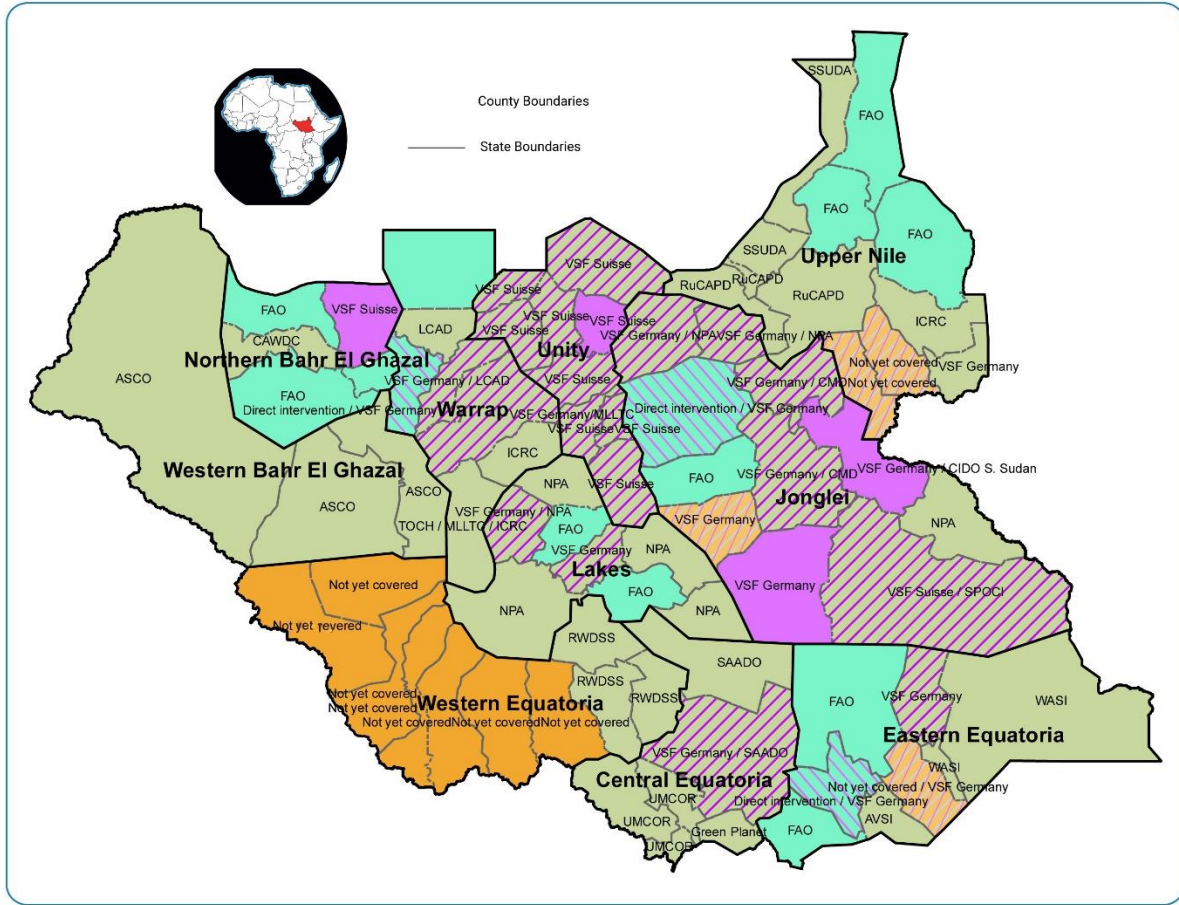 SSUDA
County Boundaries
FAO
State Boundaries
FAO
FAO
SSUDA
Upper Nile
VSF Suisse
RuCAPD
VSF Suisse
RuCAPD
RuCAPD
FAO
VSF Suisse
VSF Suisse
VSF Suisse
ICRC
LCAD
VSF Suisse
VSF Germany / NPA
VSF Germany / NPA
CAWDC
Unity
Northern Bahr El Ghazal
Not yet covered
VSF Germany
ASCO
VSF Germany / LCAD
VSF Suisse
VSF Germany / CMD
Not yet covered
FAO
Direct intervention / VSF Germany
Warrap
VSF Germany/MLLTC
Direct intervention / VSF Germany
VSF Suisse
VSF Suisse
ICRC
Western Bahr El Ghazal
FAO
VSF Germany / CMD
VSF Germany / CIDO S. Sudan
NPA
VSF Suisse
ASCO
Jonglei
ASCO
VSF Germany / NPA
VSF Germany
NPA
TOCH / MLLTC / ICRC
FAO
VSF Germany
NPA
Lakes
Not yet covered
VSF Germany
VSF Suisse / SPOCI
FAO
NPA
NPA
Not yet revered
RWDSS
SAADO
RWDSS
Not yet covered
RWDSS
VSF Germany
WASI
Western Equatoria
FAO
Not yet covered
Not yet covered
Not yet covered
Not yet covered
Eastern Equatoria
VSF Germany / SAADO
WASI
Central Equatoria
Not yet covered / VSF Germany
UMCOR
Direct intervention / VSF Germany
UMCOR
AVSI
Green Planet
FAO
UMCOR